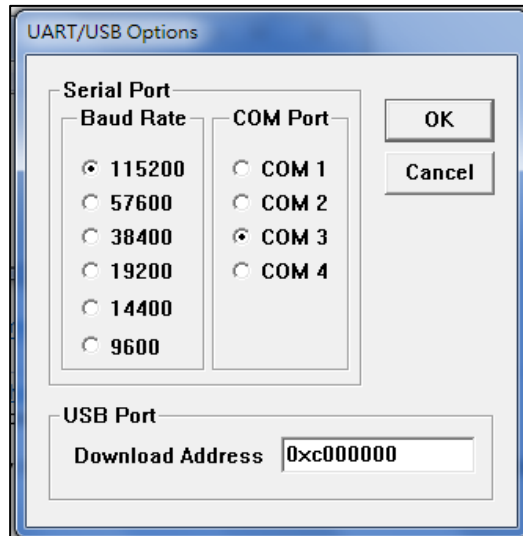 UART/USB Options
Serial Port
Baud Rate
115200
57600
38400
19200
14400
9600
COM Port
COM 1
COM 2
COM 3
COM 4
OK
Cancel
USB Port
Download Address 0xc000000